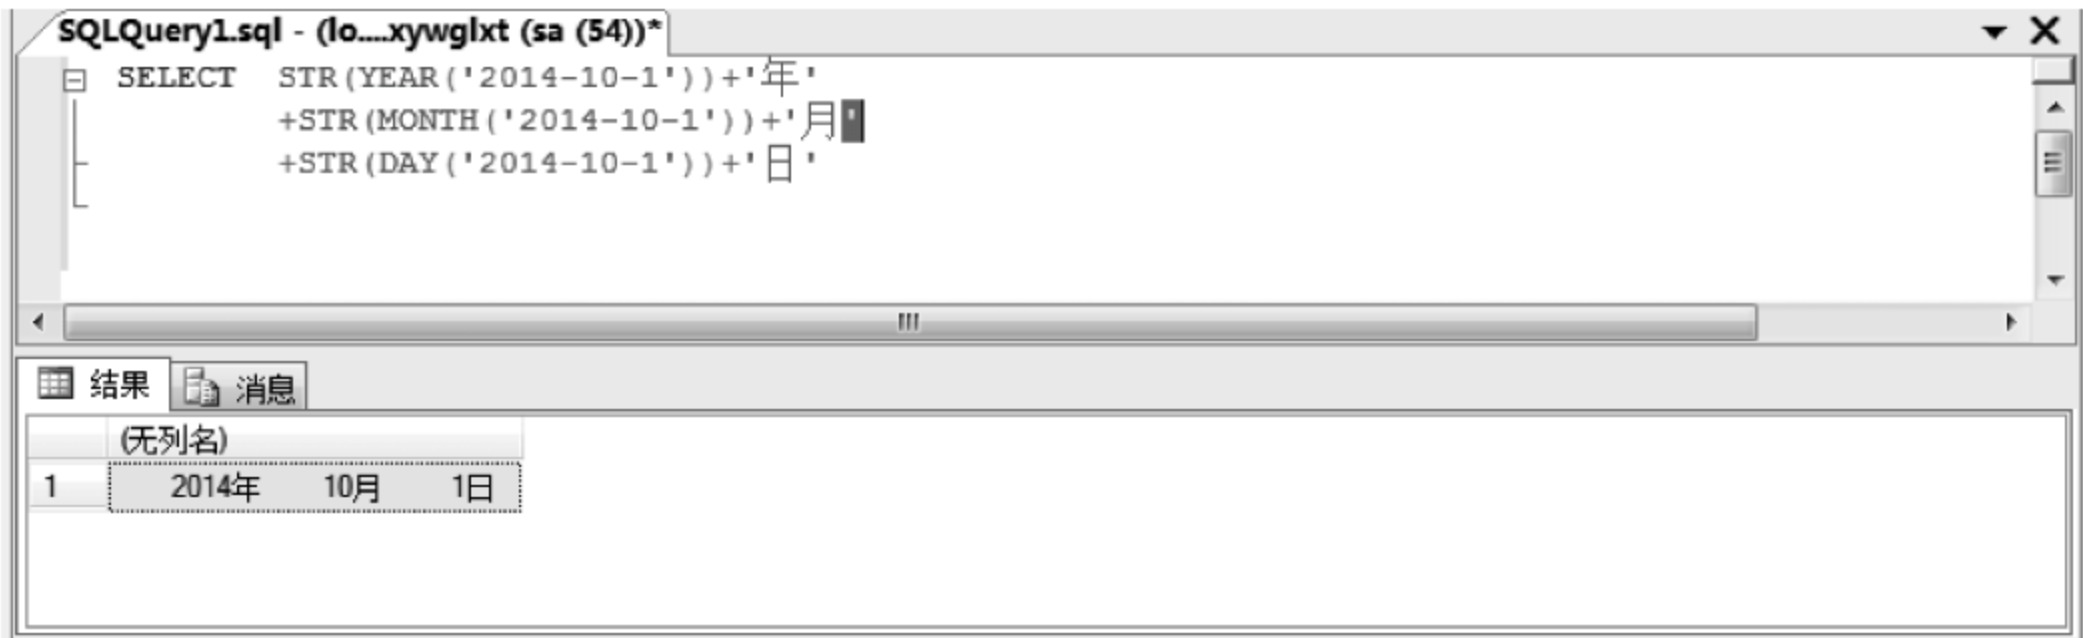 SQLQuery1.sql - (lo....xywglxt (sa (54))*
SELECT STR(YEAR('2014-10-1'))+'年'
+STR(MONTH('2014-10-1'))+'月'
+STR(DAY('2014-10-1'))+'日'
结果 消息
(无列名)
1 2014年 10月 1日